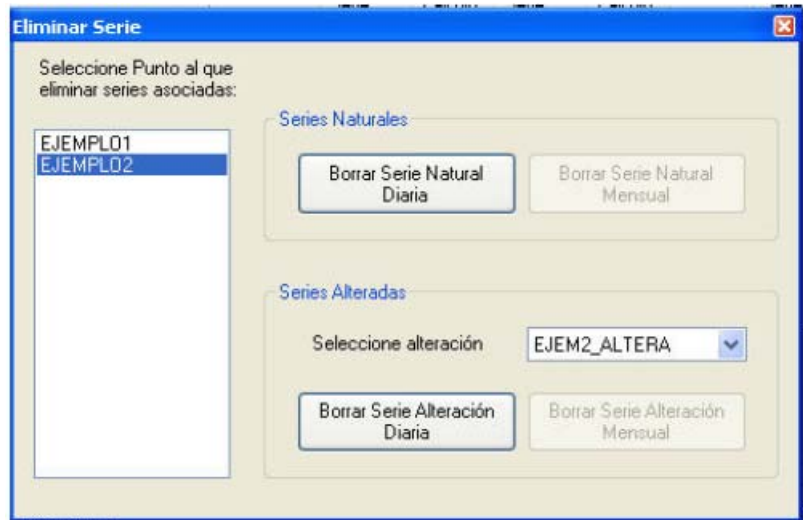 Eliminar Serie
Seleccione Punto al que
eliminar series asociadas:
EJEMPLO1
EJEMPLO2
Series Naturales
Borrar Serie Natural
Diaria
Borrar Serie Natural
Mensual
Series Alteradas
Seleccione alteración
EJEM2_ALTERA
Borrar Serie Alteración
Diaria
Borrar Serie Alteración
Mensual